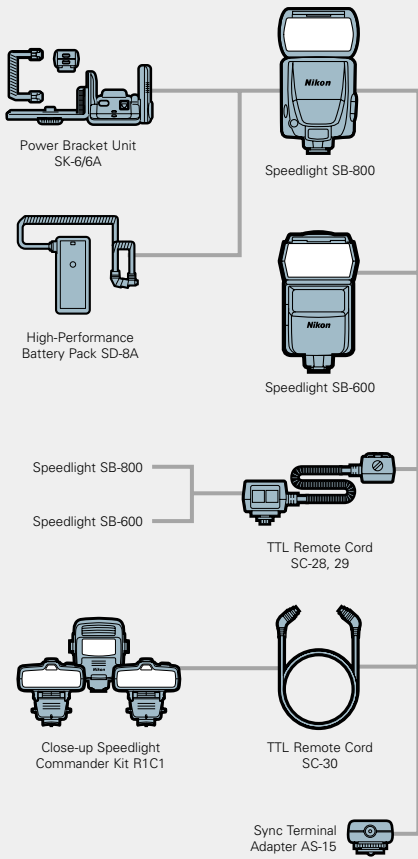 Nikon
Power Bracket Unit
SK-6/6A
Speedlight SB-800
High-Performance
Battery Pack SD-8A
Nikon
Speedlight SB-600
Speedlight SB-800
Speedlight SB-600
TTL Remote Cord
SC-28, 29
Nikon
Close-up Speedlight
Commander Kit R1C1
TTL Remote Cord
SC-30
Sync Terminal
Adapter AS-15